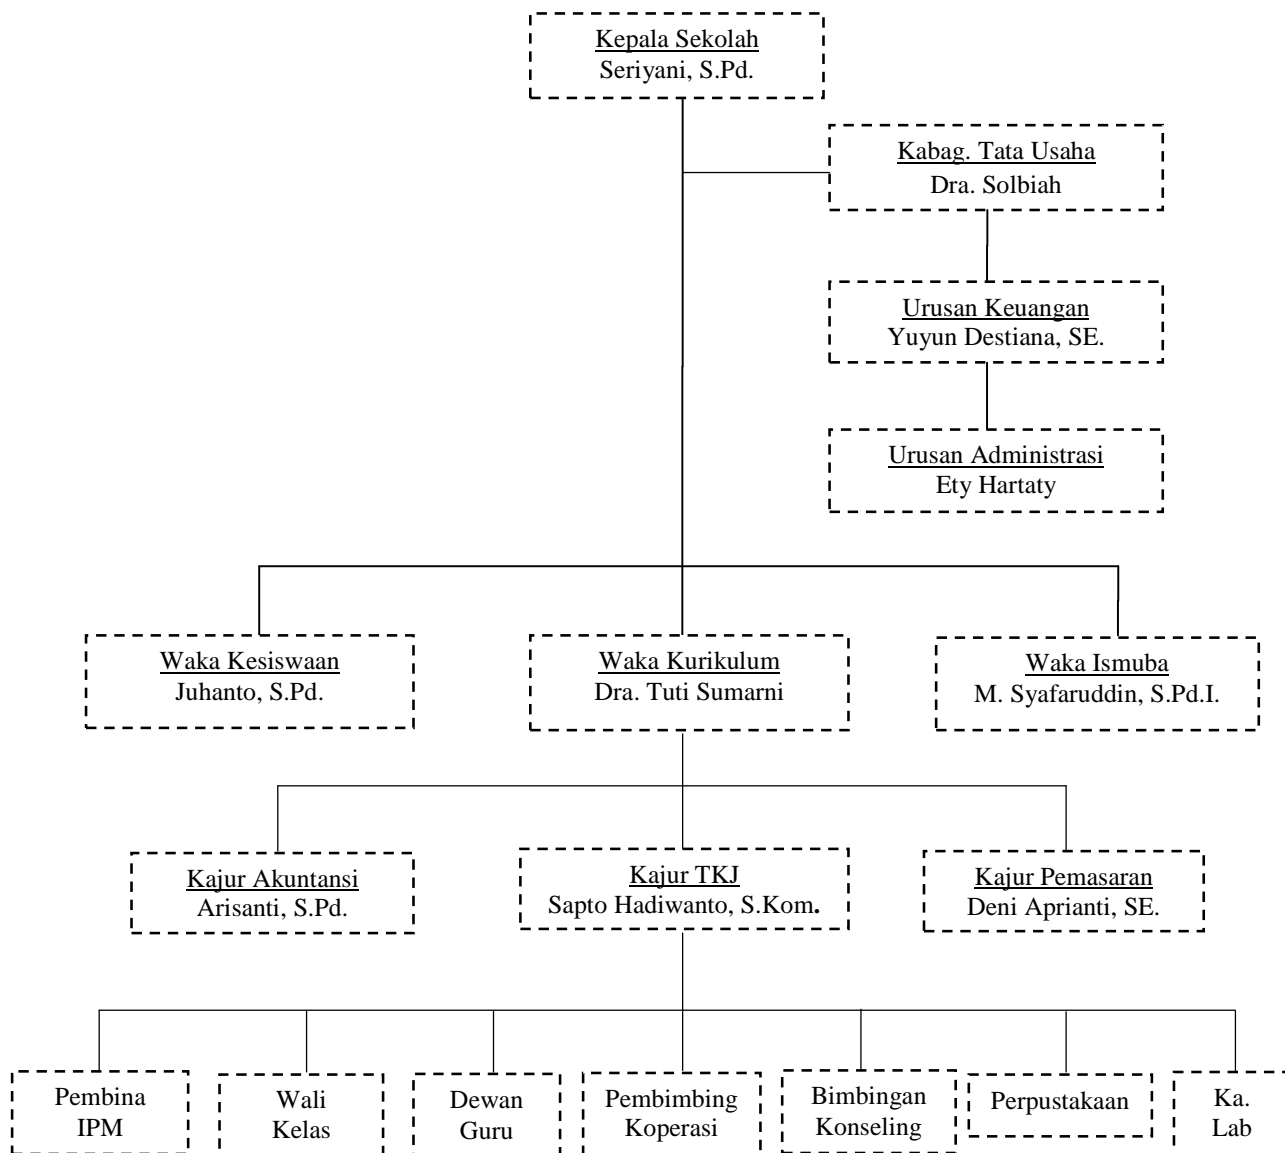 Kepala Sekolah
Seriyani, S.Pd.
Kabag. Tata Usaha
Dra. Solbiah
Urusan Keuangan
Yuyun Destiana, SE.
Urusan Administrasi
Ety Hartaty
Waka Kesiswaan
Juhanto, S.Pd.
Waka Kurikulum
Dra. Tuti Sumarni
Waka Ismuba
M. Syafaruddin, S.Pd.I.
Kajur Akuntansi
Arisanti, S.Pd.
Kajur TKJ
Sapto Hadiwanto, S.Kom.
Kajur Pemasaran
Deni Aprianti, SE.
Pembina
IPM
Wali
Kelas
Dewan
Guru
Pembimbing
Koperasi
Bimbingan
Konseling
Perpustakaan
Ka.
Lab